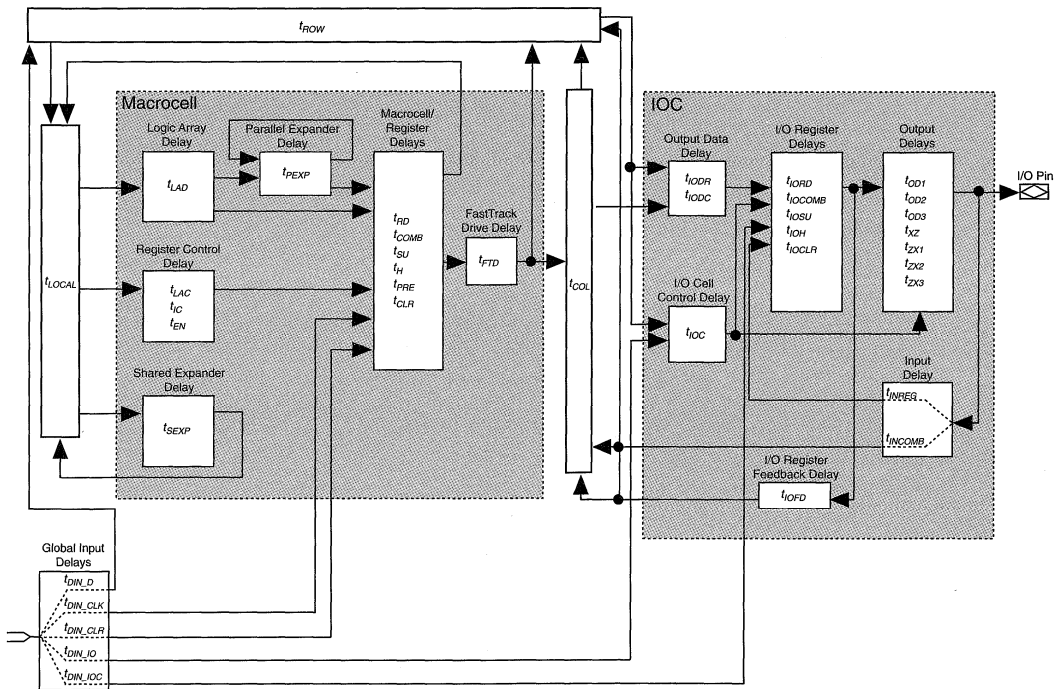 tROW
Macrocell
Logic Array
Delay
tLAD
Parallel Expander
Delay
tPEXP
Macrocell/
Register
Delays
tRD
tCOMB
tSU
tH
tPRE
tCLR
FastTrack
Drive Delay
tFTD
tLOCAL
Register Control
Delay
tLAC
tIC
tEN
Shared Expander
Delay
tSEXP
tCOL
IOC
Output Data
Delay
tIODR
tIODC
I/O Register
Delays
tIORD
tIOCOMB
tIOSU
tIOH
tIOCLR
Output
Delays
tOD1
tOD2
tOD3
tXZ
tZX1
tZX2
tZX3
I/O Pin
I/O Cell
Control Delay
tIOC
Input
Delay
tINREG
tINCOMB
I/O Register
Feedback Delay
tIOFD
Global Input
Delays
tDIN_D
tDIN_CLK
tDIN_CLR
tDIN_IO
tDIN_IOC